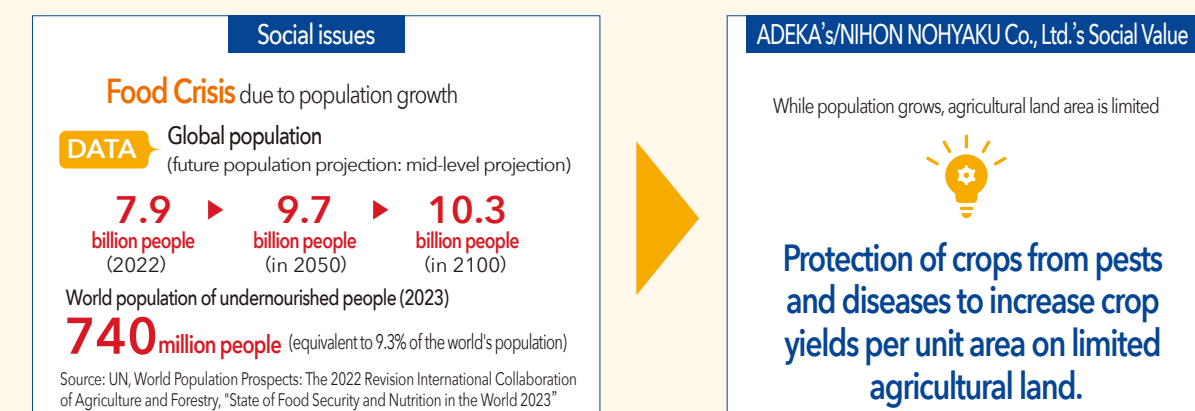 Social issues
Food Crisis due to population growth
DATA
Global population
(future population projection: mid-level projection)
7.9
billion people
(2022)
9.7
billion people
(in 2050)
10.3
billion people
(in 2100)
World population of undernourished people (2023)
740 million people (equivalent to 9.3% of the world's population)
Source: UN, World Population Prospects: The 2022 Revision International Collaboration
of Agriculture and Forestry, "State of Food Security and Nutrition in the World 2023”
ADEKA’s/NIHON NOHYAKU Co., Ltd.’s Social Value
While population grows, agricultural land area is limited
Protection of crops from pests
and diseases to increase crop
yields per unit area on limited
agricultural land.